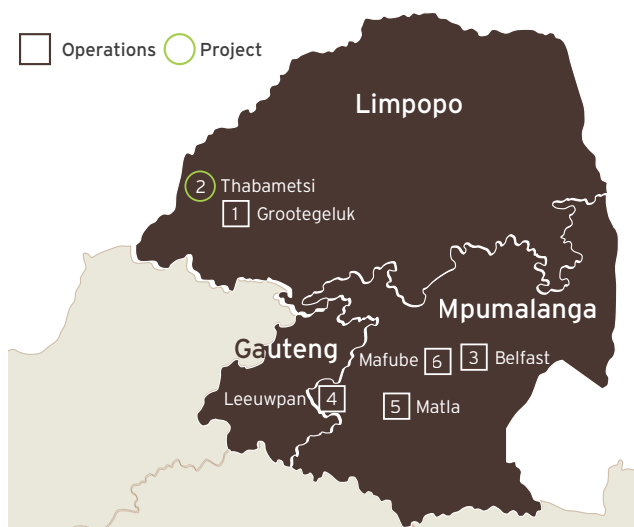 Operations Project
Limpopo
2 Thabametsi
1 Grootegeluk
Mpumalanga
Gauteng
Mafube 6 3 Belfast
Leeuwpan 4
5 Matla